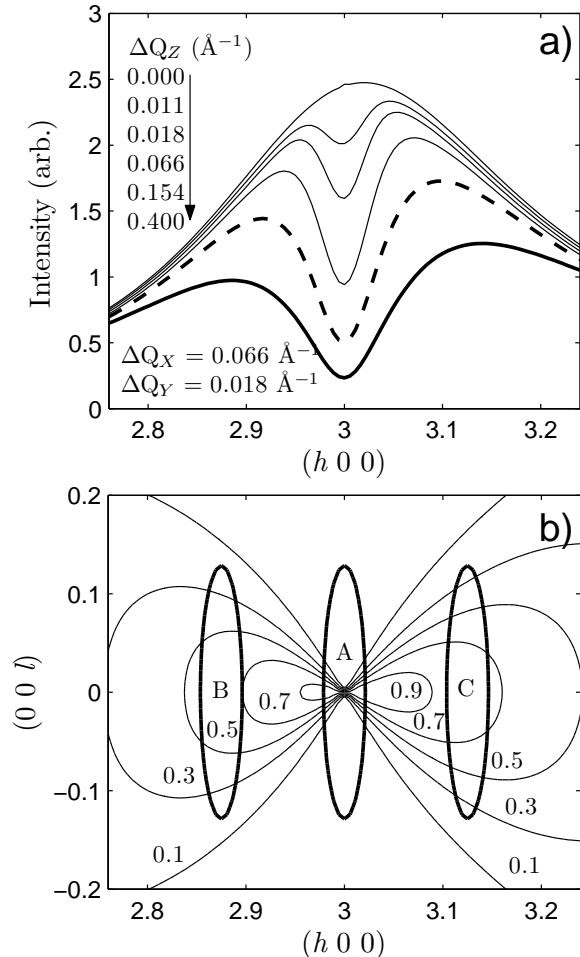 a)
ΔQ_Z (Å⁻¹)
0.000
0.011
0.018
0.066
0.154
0.400
ΔQ_X = 0.066 Å⁻¹
ΔQ_Y = 0.018 Å⁻¹
Intensity (arb.)
3
2.5
2
1.5
1
0.5
0
2.8 2.9 3 3.1 3.2
(h 0 0)
b)
(0 0 l)
0.2
0.1
0
−0.1
−0.2
A
B
C
0.7
0.9
0.5
0.7
0.3
0.5
0.3
0.1
0.1
2.8 2.9 3 3.1 3.2
(h 0 0)